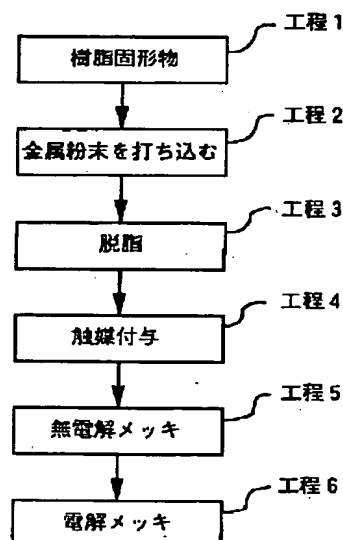 工程1
樹脂固形物
工程2
金属粉末を打ち込む
工程3
脱脂
工程4
触媒付与
工程5
無電解メッキ
工程6
電解メッキ